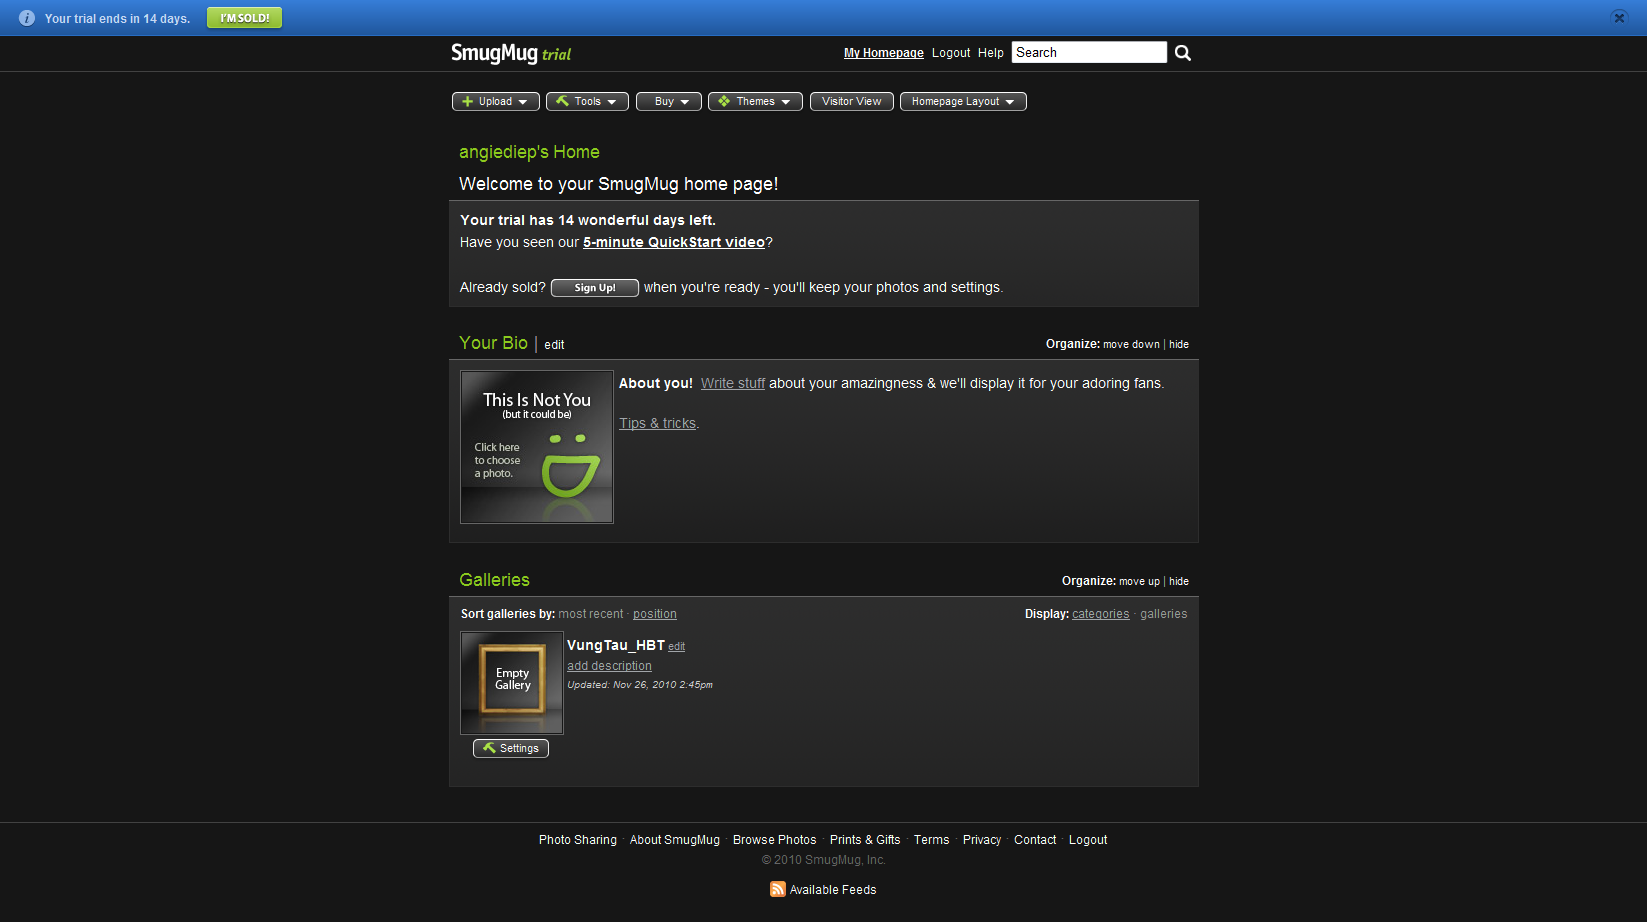 Your trial ends in 14 days. I'M SOLD!
SmugMug trial
My Homepage Logout Help Search
Upload Tools Buy Themes Visitor View Homepage Layout
angiediep's Home
Welcome to your SmugMug home page!
Your trial has 14 wonderful days left.
Have you seen our 5-minute QuickStart video?
Already sold? Sign Up! when you're ready - you'll keep your photos and settings.
Your Bio | edit
Organize: move down | hide
This Is Not You
(but it could be)
Click here
to choose
a photo.
About you! Write stuff about your amazingness & we'll display it for your adoring fans.
Tips & tricks.
Galleries
Organize: move up | hide
Sort galleries by: most recent · position
Display: categories · galleries
Empty
Gallery
VungTau_HBT edit
add description
Updated: Nov 26, 2010 2:45pm
Settings
Photo Sharing · About SmugMug · Browse Photos · Prints & Gifts · Terms · Privacy · Contact · Logout
© 2010 SmugMug, Inc.
Available Feeds